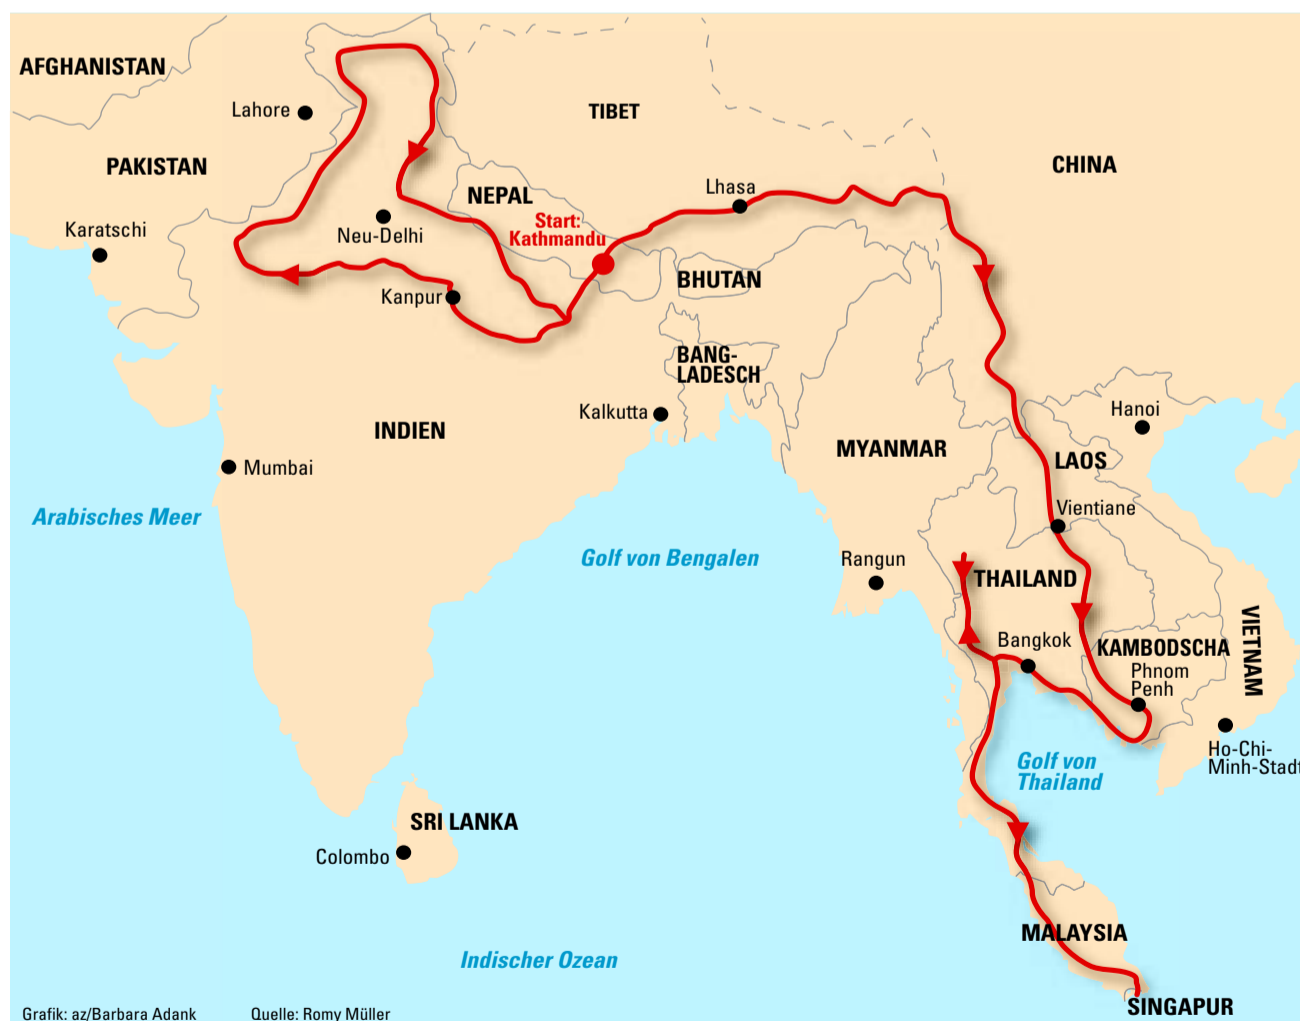 AFGHANISTAN
Lahore
TIBET
CHINA
PAKISTAN
NEPAL
Lhasa
Start:
Kathmandu
Karatschi
Neu-Delhi
Kanpur
BHUTAN
BANG-
LADESCH
Kalkutta
Hanoi
INDIEN
MYANMAR
LAOS
Mumbai
Arabisches Meer
Vientiane
Golf von Bengalen
Rangun
THAILAND
VIETNAM
Bangkok
KAMBODSCHA
Phnom
Penh
Ho-Chi-
Minh-Stadt
Golf von
Thailand
SRI LANKA
Colombo
MALAYSIA
Indischer Ozean
SINGAPUR
Grafik: az/Barbara Adank
Quelle: Romy Müller